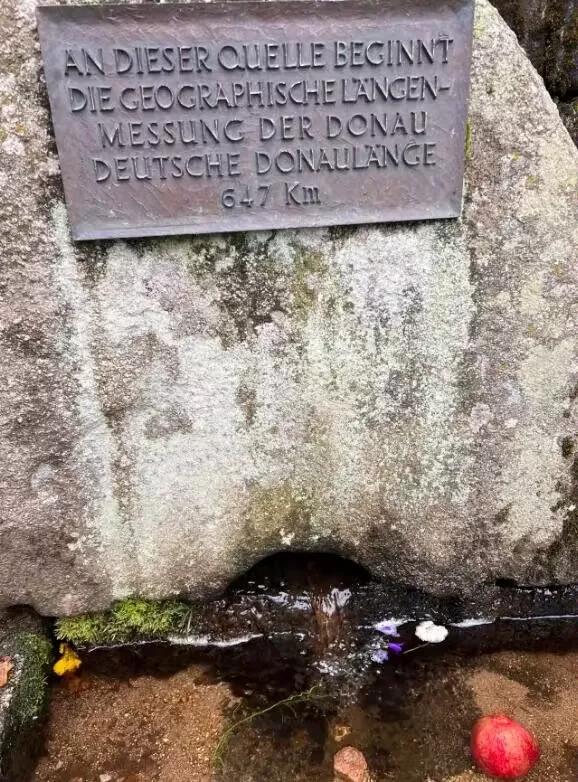 AN DIESER QUELLE BEGINNT
DIE GEOGRAPHISCHE LÄNGEN-
MESSUNG DER DONAU
DEUTSCHE DONAULÄNGE
647 Km